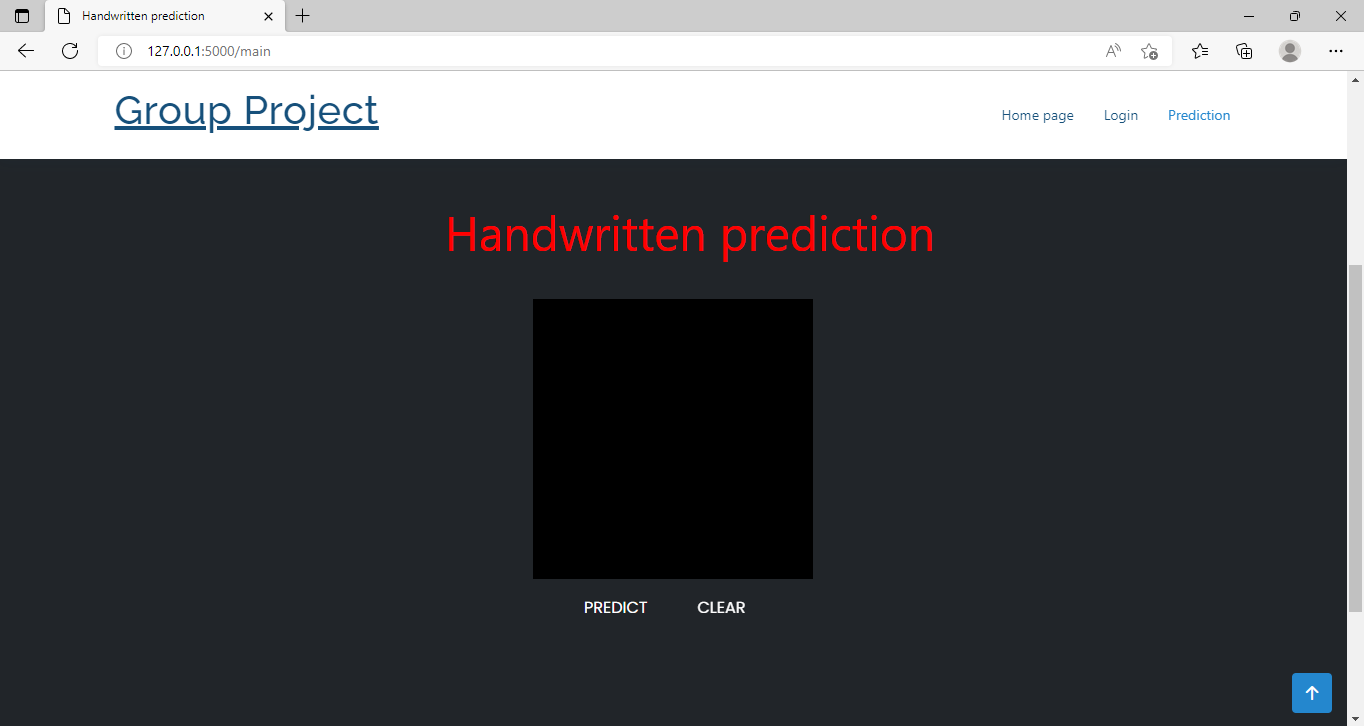 Handwritten prediction
127.0.0.1:5000/main
Group Project
Home page Login Prediction
Handwritten prediction
PREDICT CLEAR